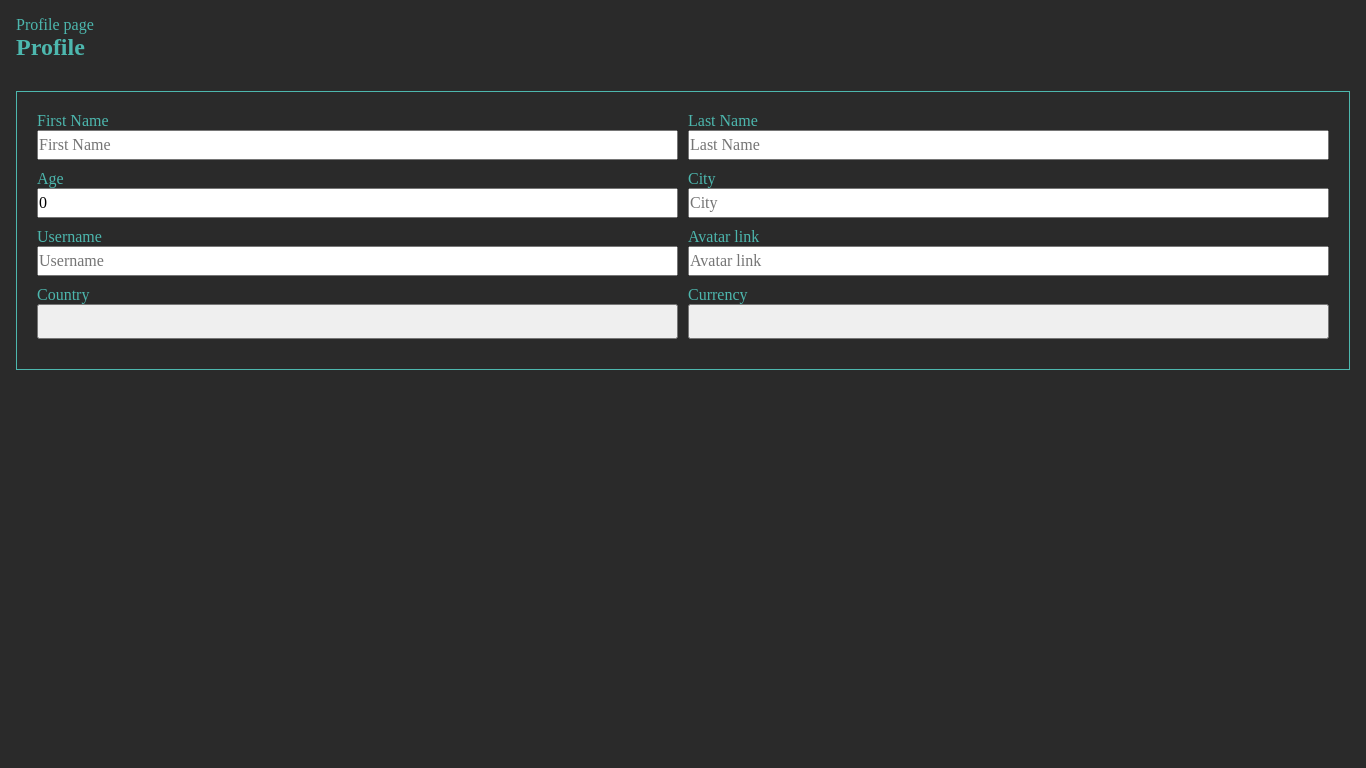 Profile page
Profile
First Name
Last Name
First Name
Last Name
Age
City
0
City
Username
Avatar link
Username
Avatar link
Country
Currency